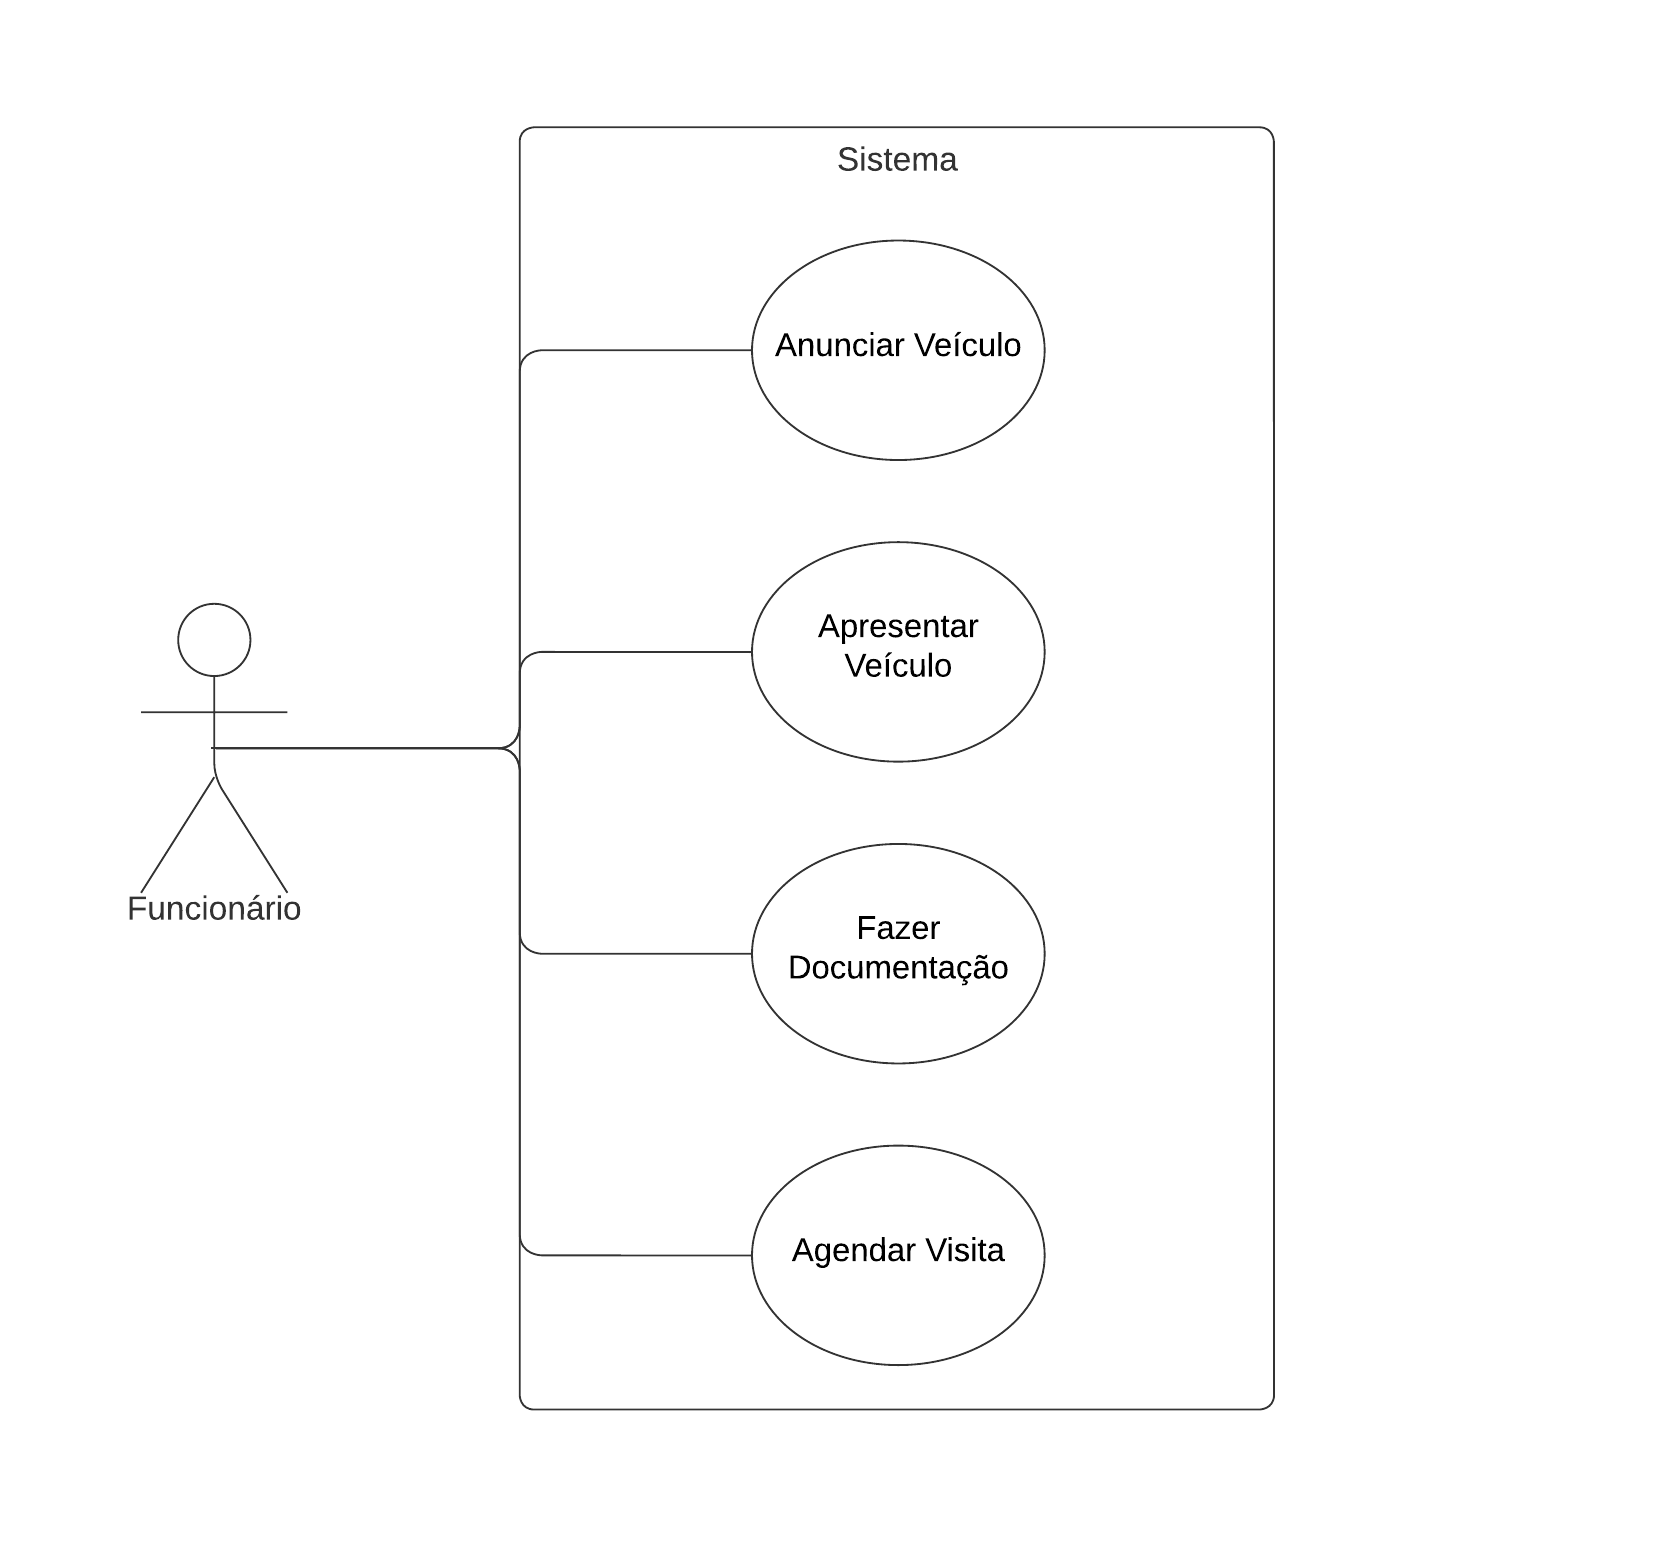 Sistema
Anunciar Veículo
Apresentar
Veículo
Fazer
Documentação
Agendar Visita
Funcionário